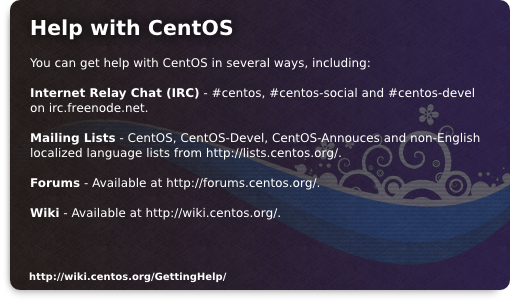 Help with CentOS
You can get help with CentOS in several ways, including:
Internet Relay Chat (IRC) - #centos, #centos-social and #centos-devel
on irc.freenode.net.
Mailing Lists - CentOS, CentOS-Devel, CentOS-Annouces and non-English
localized language lists from http://lists.centos.org/.
Forums - Available at http://forums.centos.org/.
Wiki - Available at http://wiki.centos.org/.
http://wiki.centos.org/GettingHelp/